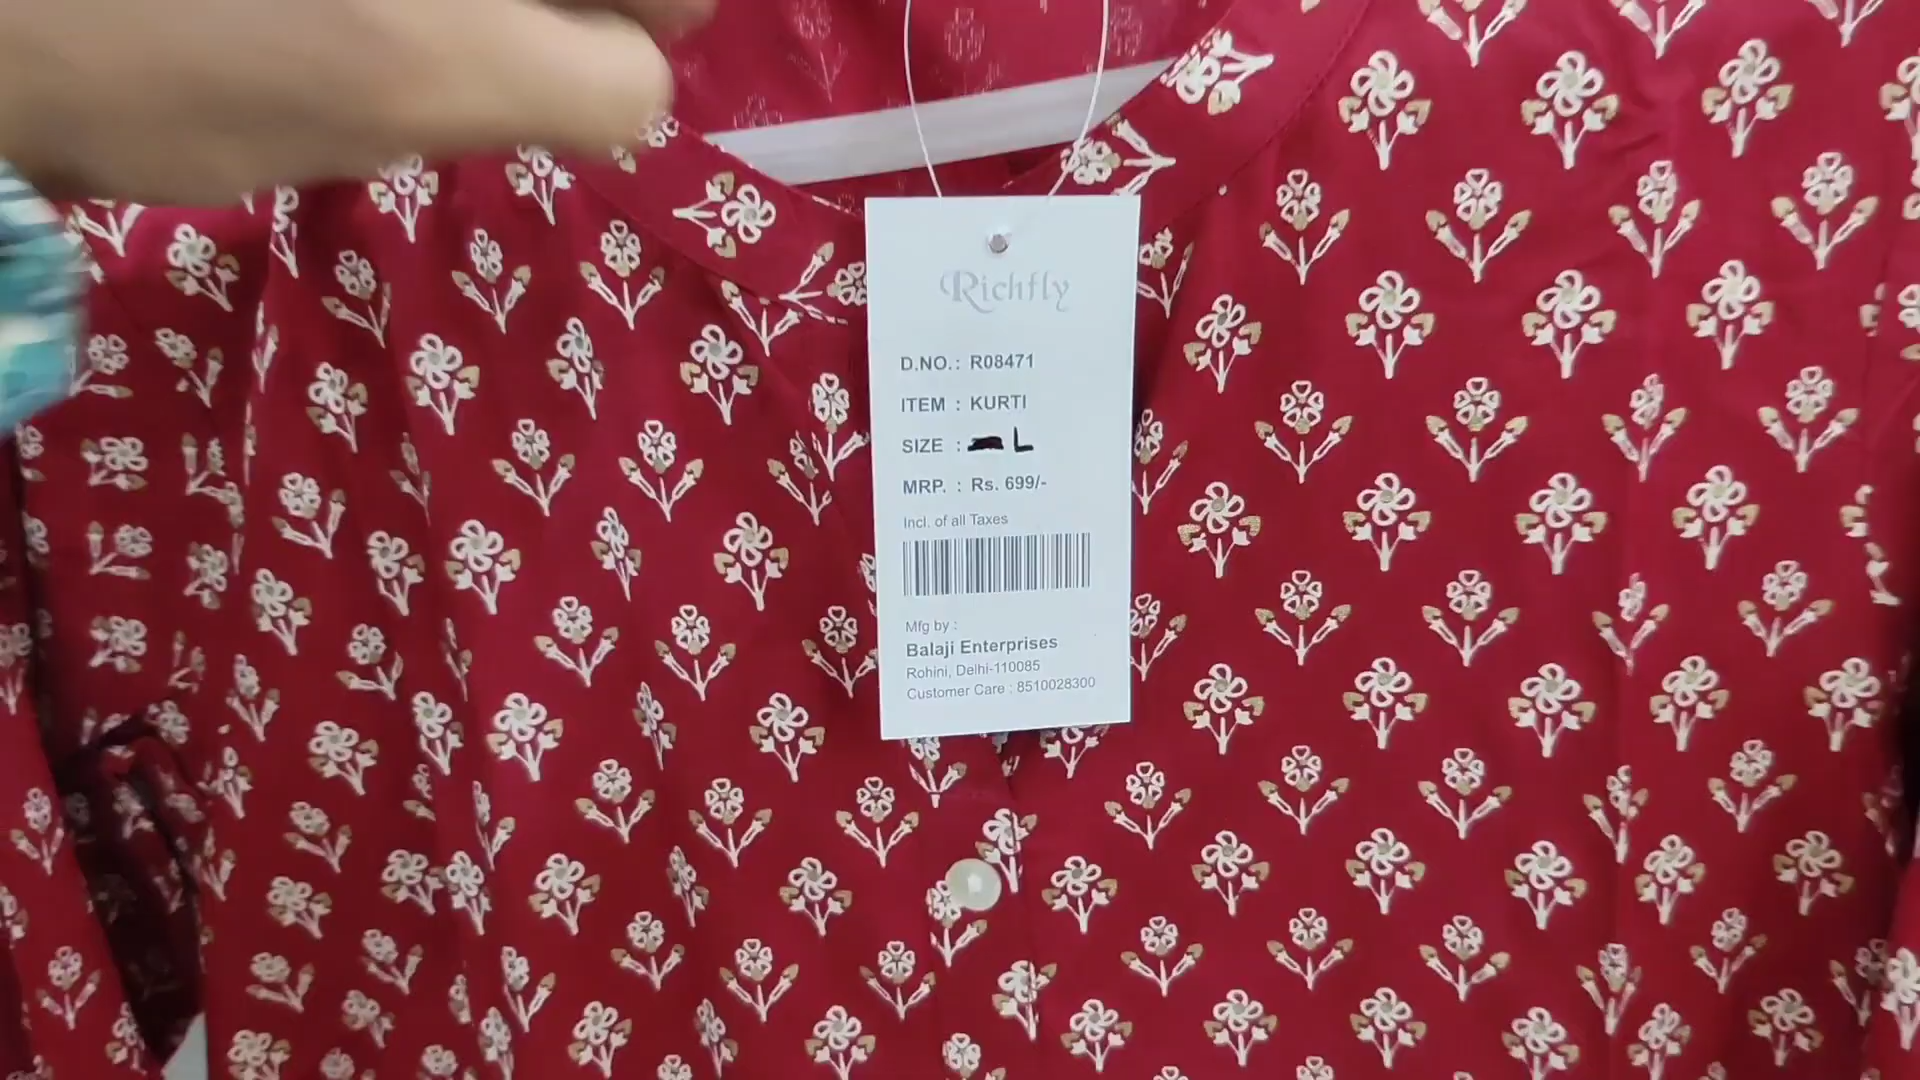 Richfly
D.NO. : R08471
ITEM : KURTI
SIZE : L
MRP. : Rs. 699/-
Incl. of all Taxes
Mfg by :
Balaji Enterprises
Rohini, Delhi-110085
Customer Care : 8510028300